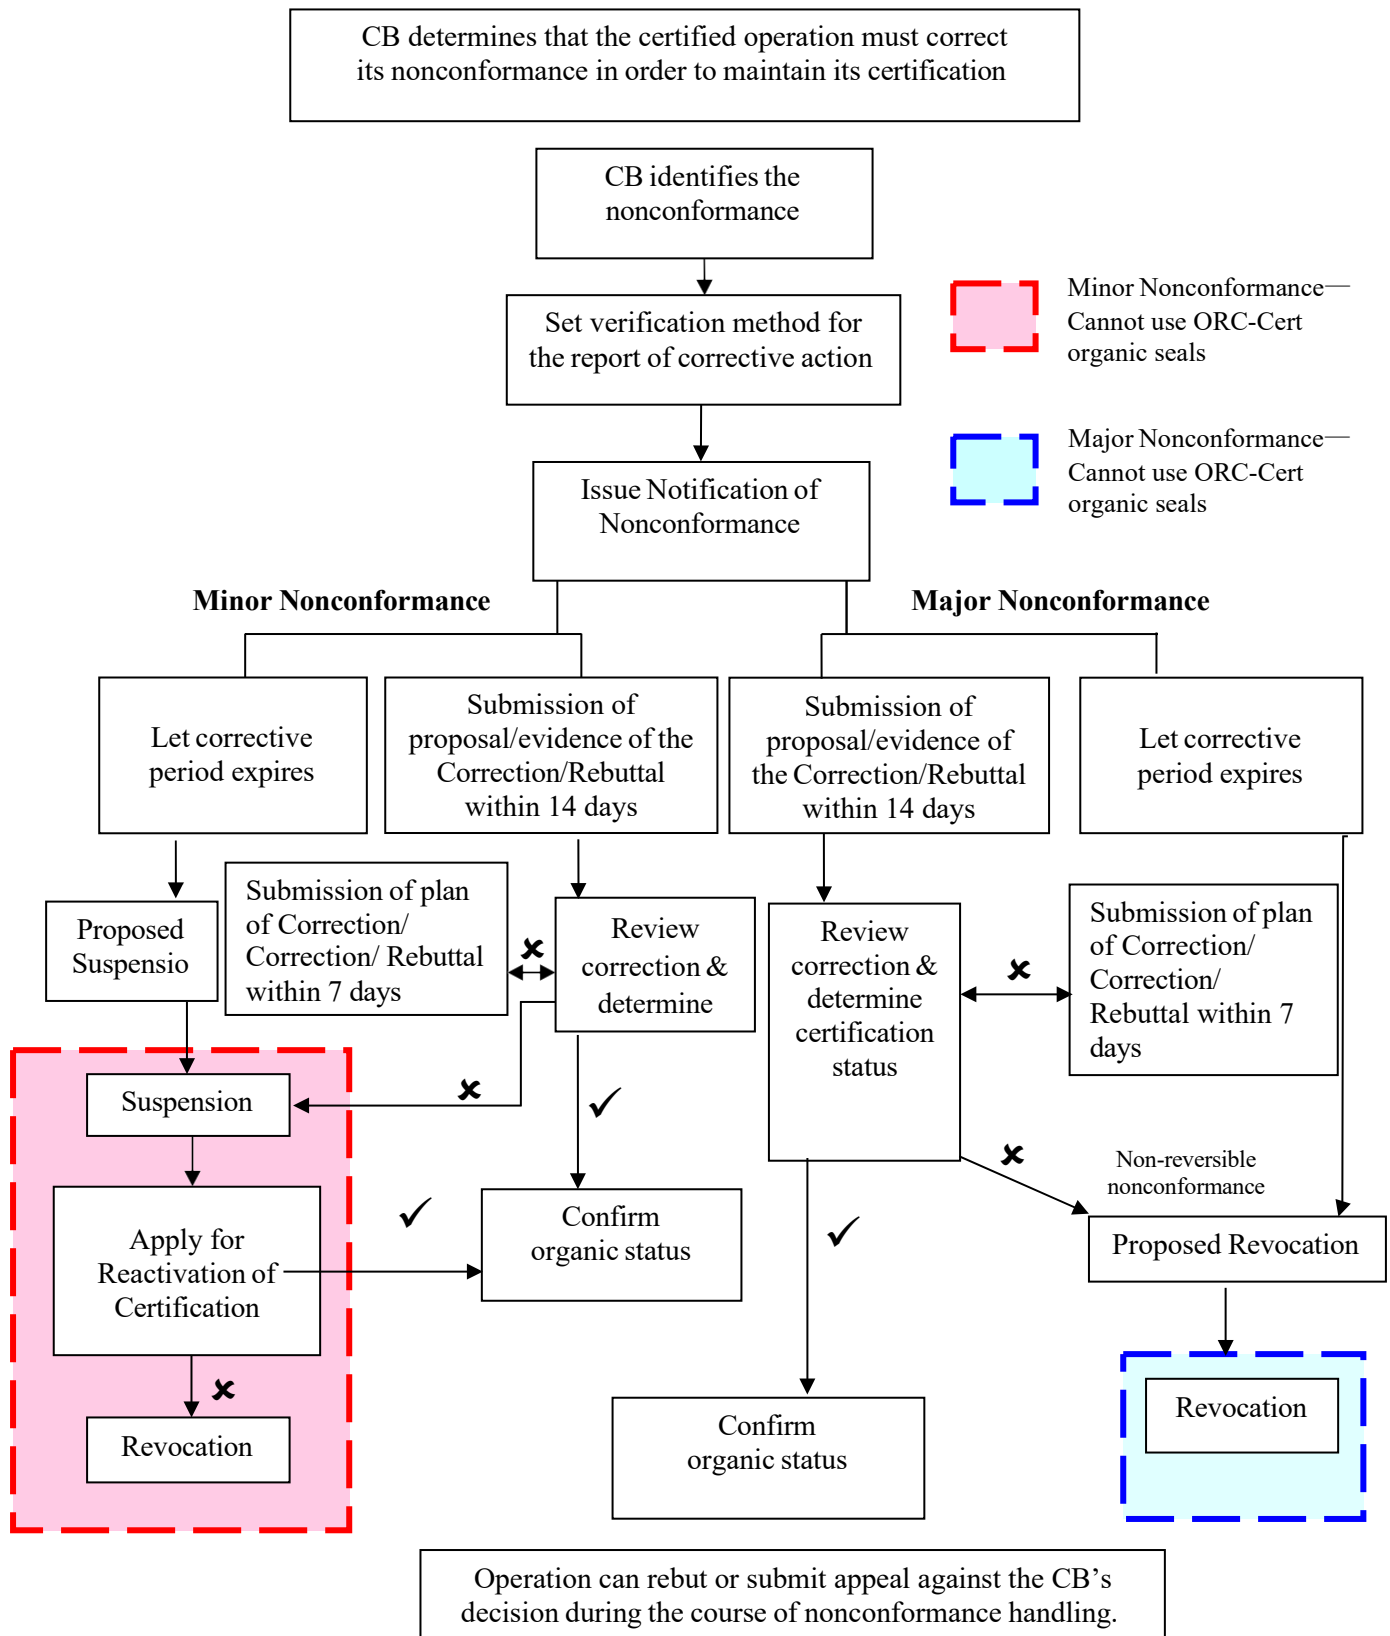 CB determines that the certified operation must correct
its nonconformance in order to maintain its certification
CB identifies the
nonconformance
Set verification method for
the report of corrective action
Minor Nonconformance—
Cannot use ORC-Cert
organic seals
Major Nonconformance—
Cannot use ORC-Cert
organic seals
Issue Notification of
Nonconformance
Minor Nonconformance
Major Nonconformance
Let corrective
period expires
Submission of
proposal/evidence of the
Correction/Rebuttal
within 14 days
Submission of
proposal/evidence of
the Correction/Rebuttal
within 14 days
Let corrective
period expires
Proposed
Suspensio
Submission of plan
of Correction/
Correction/ Rebuttal
within 7 days
✘
Review
correction &
determine
Review
correction &
determine
certification
status
✘
Submission of plan
of Correction/
Correction/
Rebuttal within 7
days
Suspension
✘
✓
✘
Non-reversible
nonconformance
Apply for
Reactivation of
Certification
✓
Confirm
organic status
✓
Proposed Revocation
✘
Revocation
Confirm
organic status
Revocation
Operation can rebut or submit appeal against the CB’s
decision during the course of nonconformance handling.